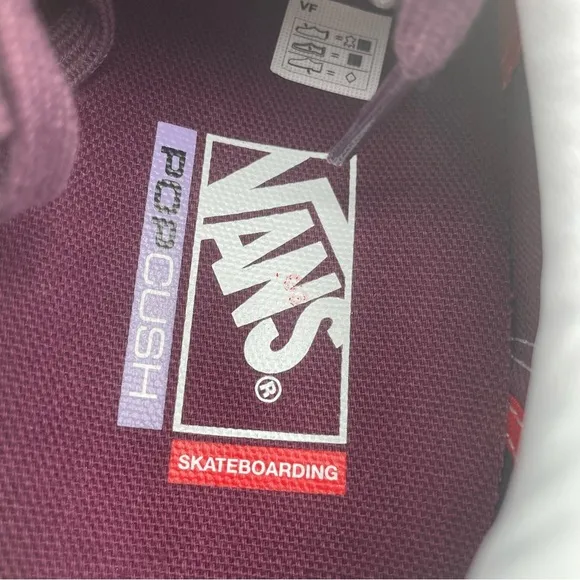 VF
POPCUSH
VANS®
SKATEBOARDING